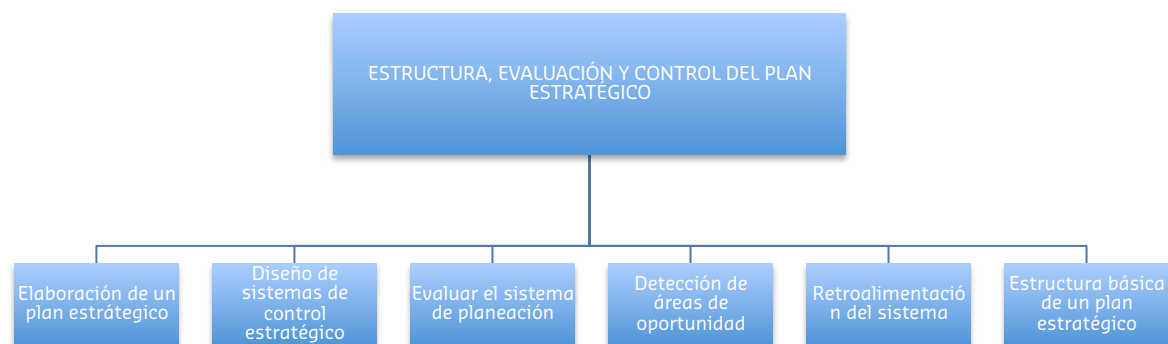 ESTRUCTURA, EVALUACIÓN Y CONTROL DEL PLAN
ESTRATÉGICO
Elaboración de un
plan estrátegico
Diseño de
sistemas de
control
estratégico
Evaluar el sistema
de planeación
Detección de
áreas de
oportunidad
Retroalimentació
n del sistema
Estructura básica
de un plan
estratégico